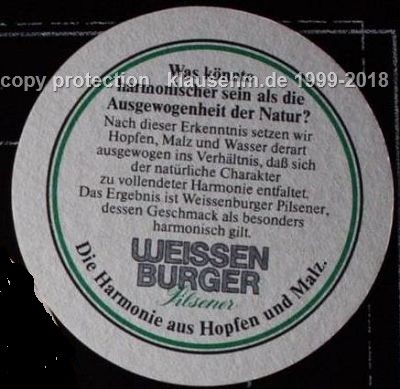 Was könnte
copy protection klausehm.de 1999-2018
harmonischer sein als die
Ausgewogenheit der Natur?
Nach dieser Erkenntnis setzen wir
Hopfen, Malz und Wasser derart
ausgewogen ins Verhältnis, daß sich
der natürliche Charakter
zu vollendeter Harmonie entfaltet.
Das Ergebnis ist Weissenburger Pilsener,
dessen Geschmack als besonders
harmonisch gilt.
WEISSEN
BURGER
Pilsener
Die Harmonie aus Hopfen und Malz.